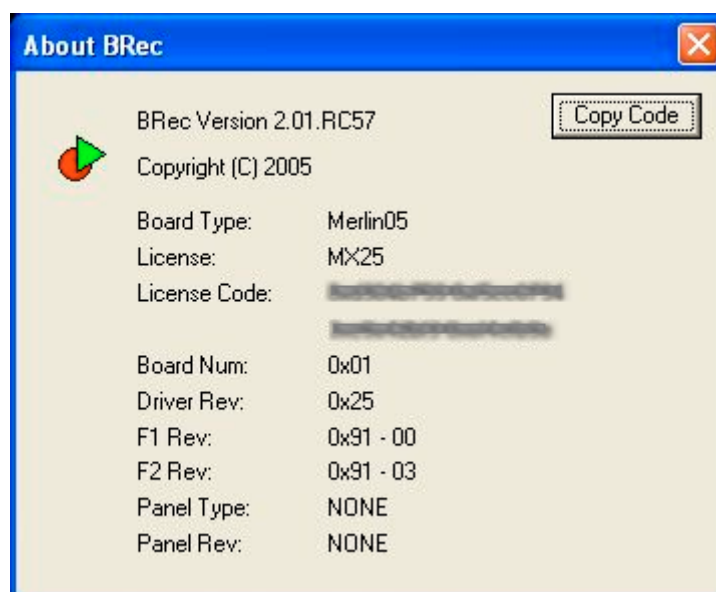 About BRec
BRec Version 2.01.RC57
Copy Code
Copyright (C) 2005
Board Type: Merlin05
License: MX25
License Code:
Board Num: 0x01
Driver Rev: 0x25
F1 Rev: 0x91 - 00
F2 Rev: 0x91 - 03
Panel Type: NONE
Panel Rev: NONE